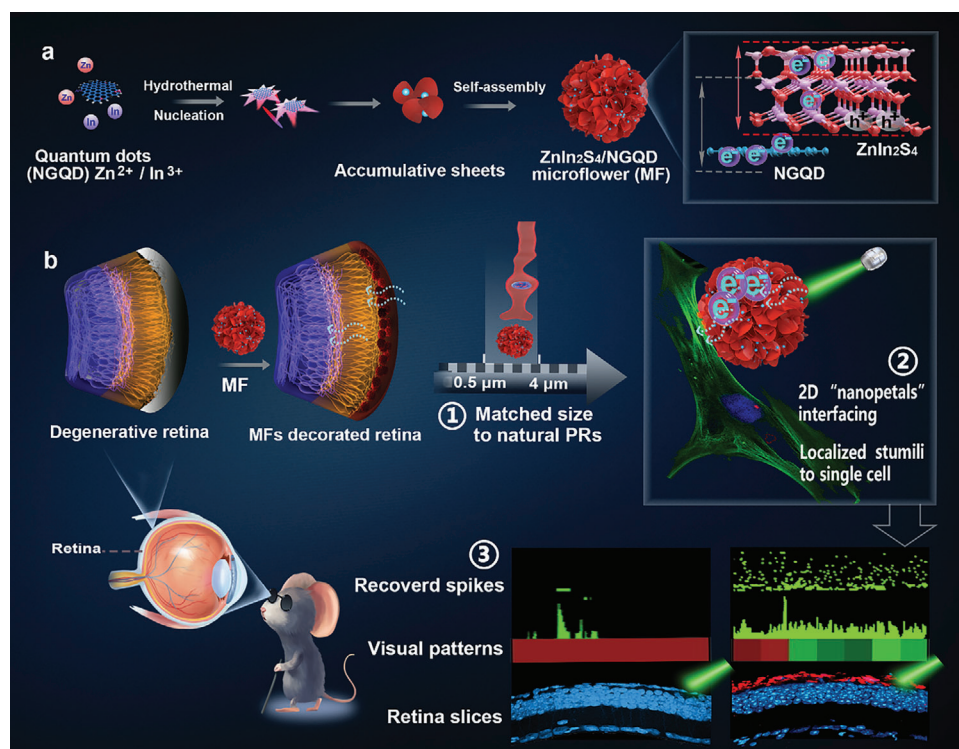 a
Zn
Zn
In
In
Quantum dots
(NGQD) Zn²⁺ / In³⁺
Hydrothermal
Nucleation
Accumulative sheets
Self-assembly
ZnIn₂S₄/NGQD
microflower (MF)
e⁻
e⁻
e⁻
h⁺
h⁺
ZnIn₂S₄
e⁻
e⁻
e⁻
NGQD
b
Degenerative retina
MF
MFs decorated retina
0.5 μm
4 μm
① Matched size
to natural PRs
e⁻
e⁻
e⁻
②
2D “nanopetals”
interfacing
Localized stumili
to single cell
Retina
③
Recoverd spikes
Visual patterns
Retina slices